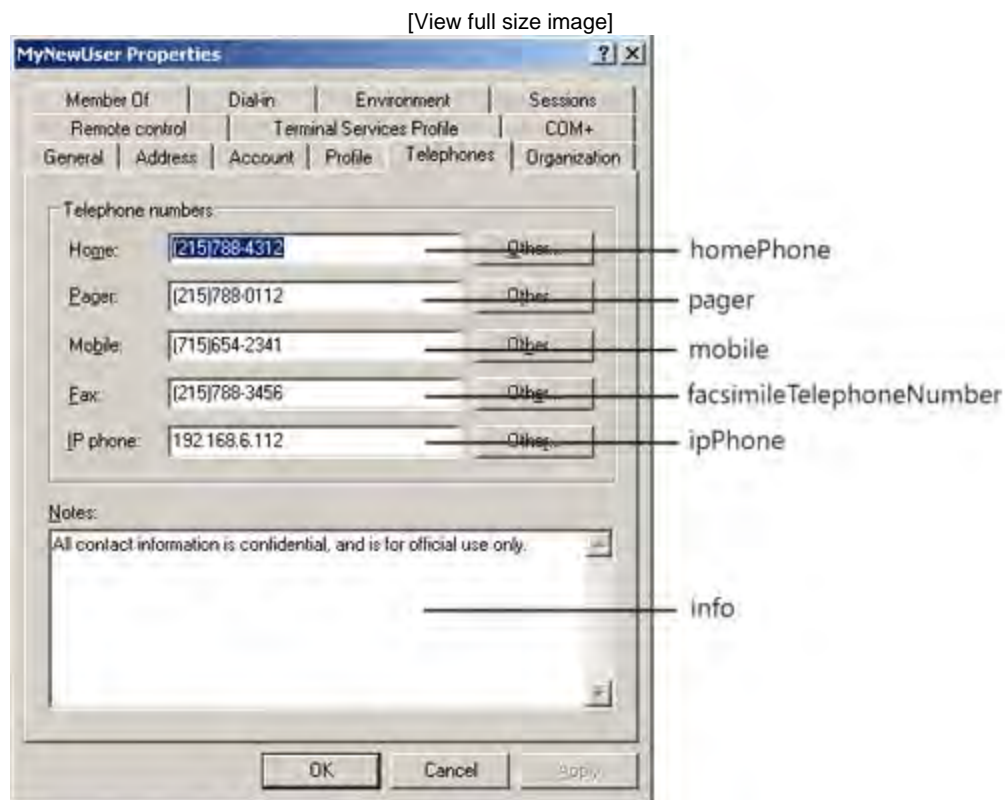 [View full size image]
MyNewUser Properties
Member Of Dial-in Environment Sessions
Remote control Terminal Services Profile COM+
General Address Account Profile Telephones Organization
Telephone numbers
Home: (215)788-4312 Other... homePhone
Pager: (215)788-0112 Other... pager
Mobile: (715)654-2341 Other... mobile
Fax: (215)788-3456 Other... facsimileTelephoneNumber
IP phone: 192.168.6.112 Other... ipPhone
Notes:
All contact information is confidential, and is for official use only.
info
OK Cancel Apply